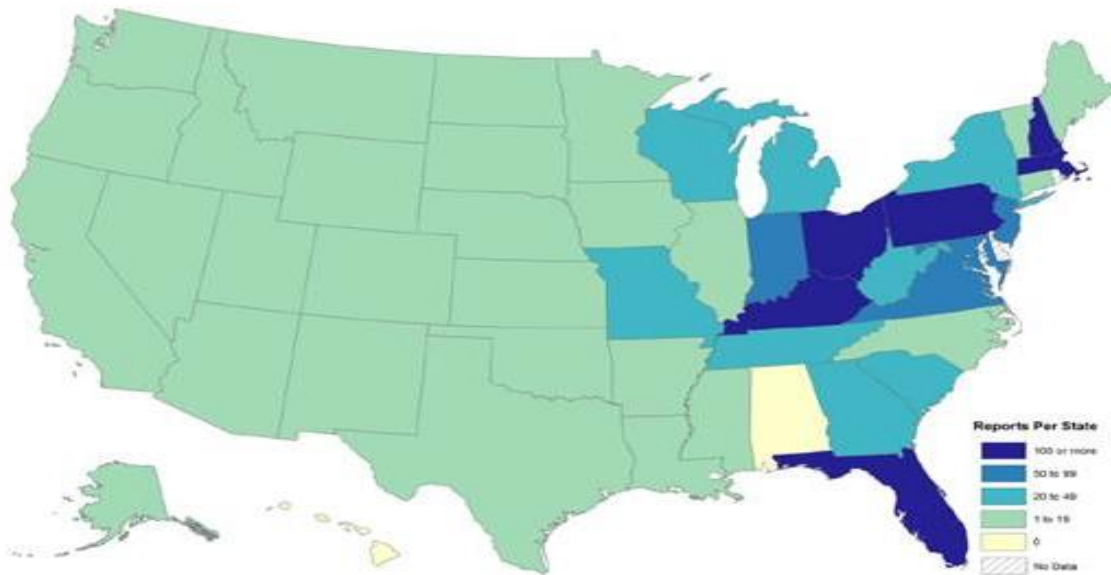 Reports Per State
100 or more
50 to 99
20 to 49
1 to 19
0
No Data